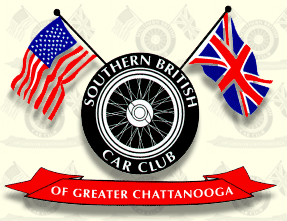 SOUTHERN BRITISH
CAR CLUB
OF GREATER CHATTANOOGA